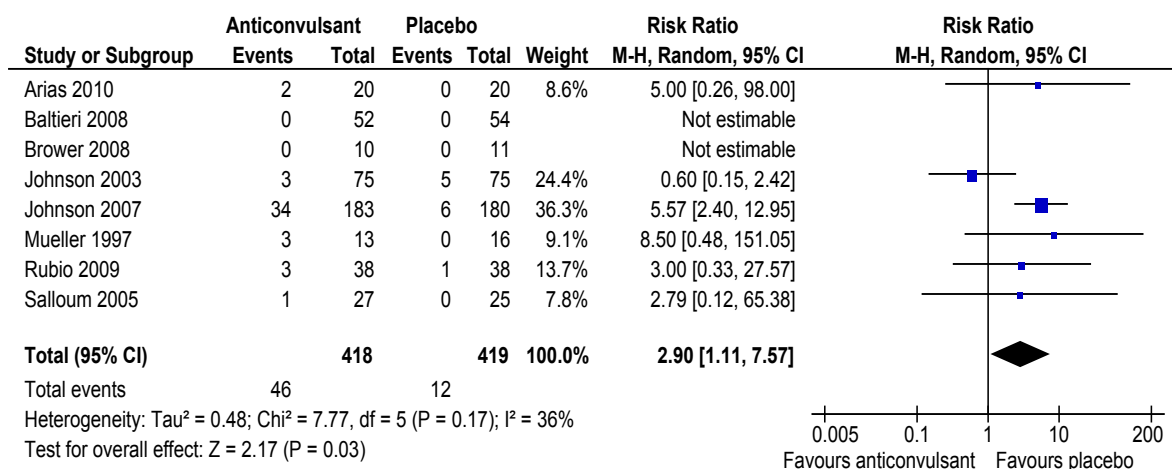 Anticonvulsant Placebo Risk Ratio Risk Ratio
Study or Subgroup Events Total Events Total Weight M-H, Random, 95% CI M-H, Random, 95% CI
Arias 2010 2 20 0 20 8.6% 5.00 [0.26, 98.00]
Baltieri 2008 0 52 0 54 Not estimable
Brower 2008 0 10 0 11 Not estimable
Johnson 2003 3 75 5 75 24.4% 0.60 [0.15, 2.42]
Johnson 2007 34 183 6 180 36.3% 5.57 [2.40, 12.95]
Mueller 1997 3 13 0 16 9.1% 8.50 [0.48, 151.05]
Rubio 2009 3 38 1 38 13.7% 3.00 [0.33, 27.57]
Salloum 2005 1 27 0 25 7.8% 2.79 [0.12, 65.38]
Total (95% CI) 418 419 100.0% 2.90 [1.11, 7.57]
Total events 46 12
Heterogeneity: Tau² = 0.48; Chi² = 7.77, df = 5 (P = 0.17); I² = 36%
Test for overall effect: Z = 2.17 (P = 0.03)
0.005 0.1 1 10 200
Favours anticonvulsant Favours placebo